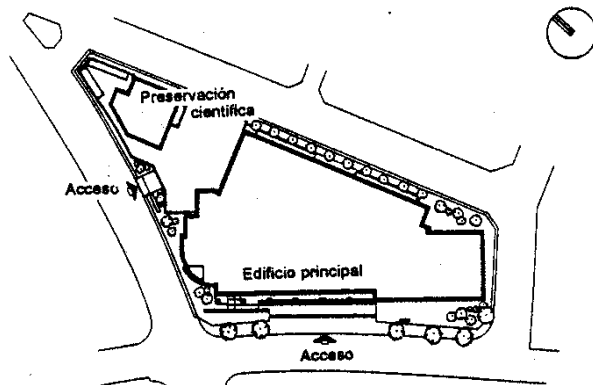 Preservación
científica
Acceso
Edificio principal
Acceso